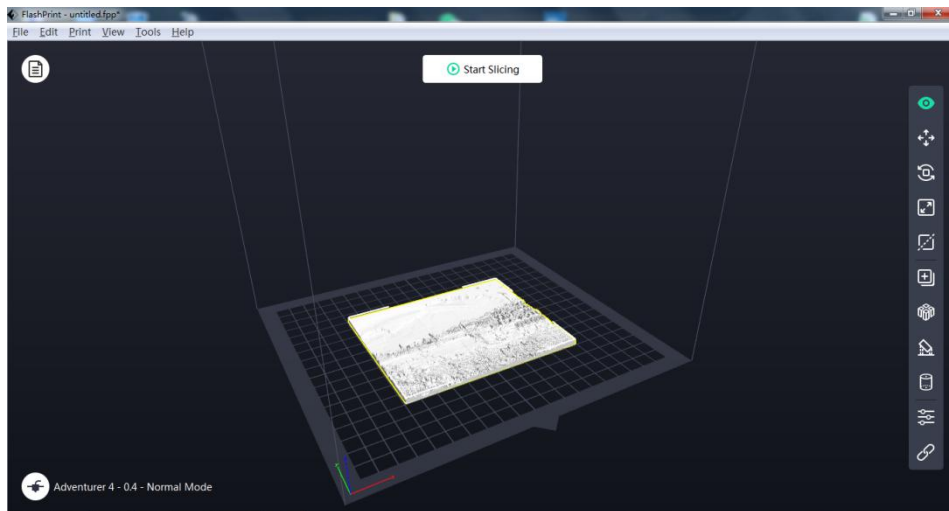 FlashPrint - untitled.fpp*
File Edit Print View Tools Help
Start Slicing
Adventurer 4 - 0.4 - Normal Mode